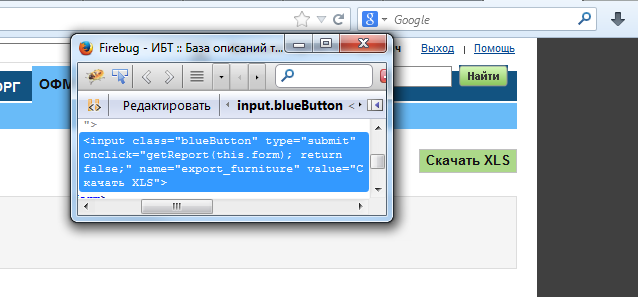 Google
Firebug - ИБТ :: База описаний т...
Выход | Помощь
ОРГ
ОФМ
Найти
Редактировать
input.blueButton <
">
<input class="blueButton" type="submit"
onclick="getReport(this.form); return
false;" name="export_furniture" value="С
качать XLS">
Скачать XLS